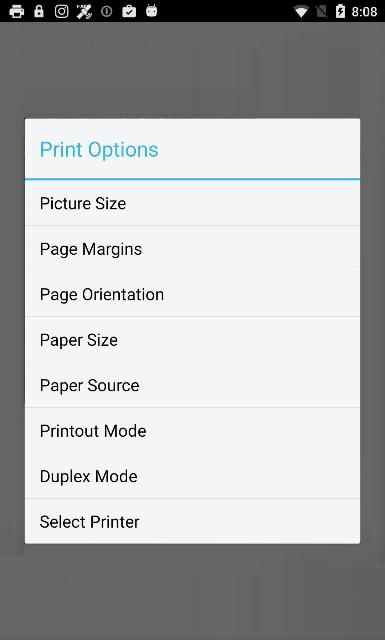 8:08
Print Options
Picture Size
Page Margins
Page Orientation
Paper Size
Paper Source
Printout Mode
Duplex Mode
Select Printer